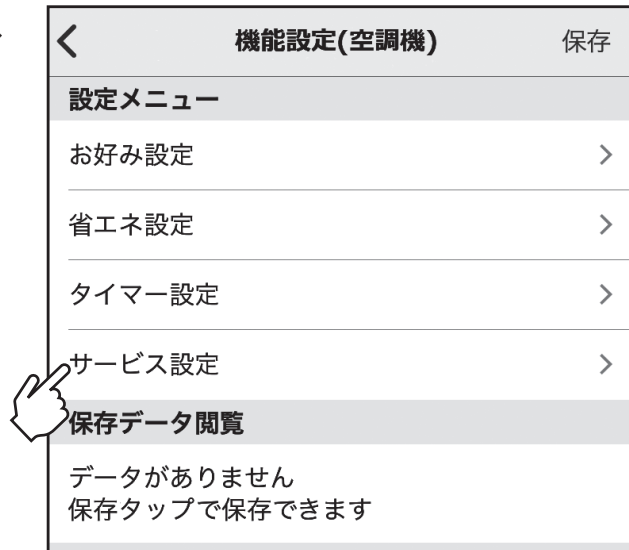 機能設定(空調機) 保存
設定メニュー
お好み設定
省エネ設定
タイマー設定
サービス設定
保存データ閲覧
データがありません
保存タップで保存できます